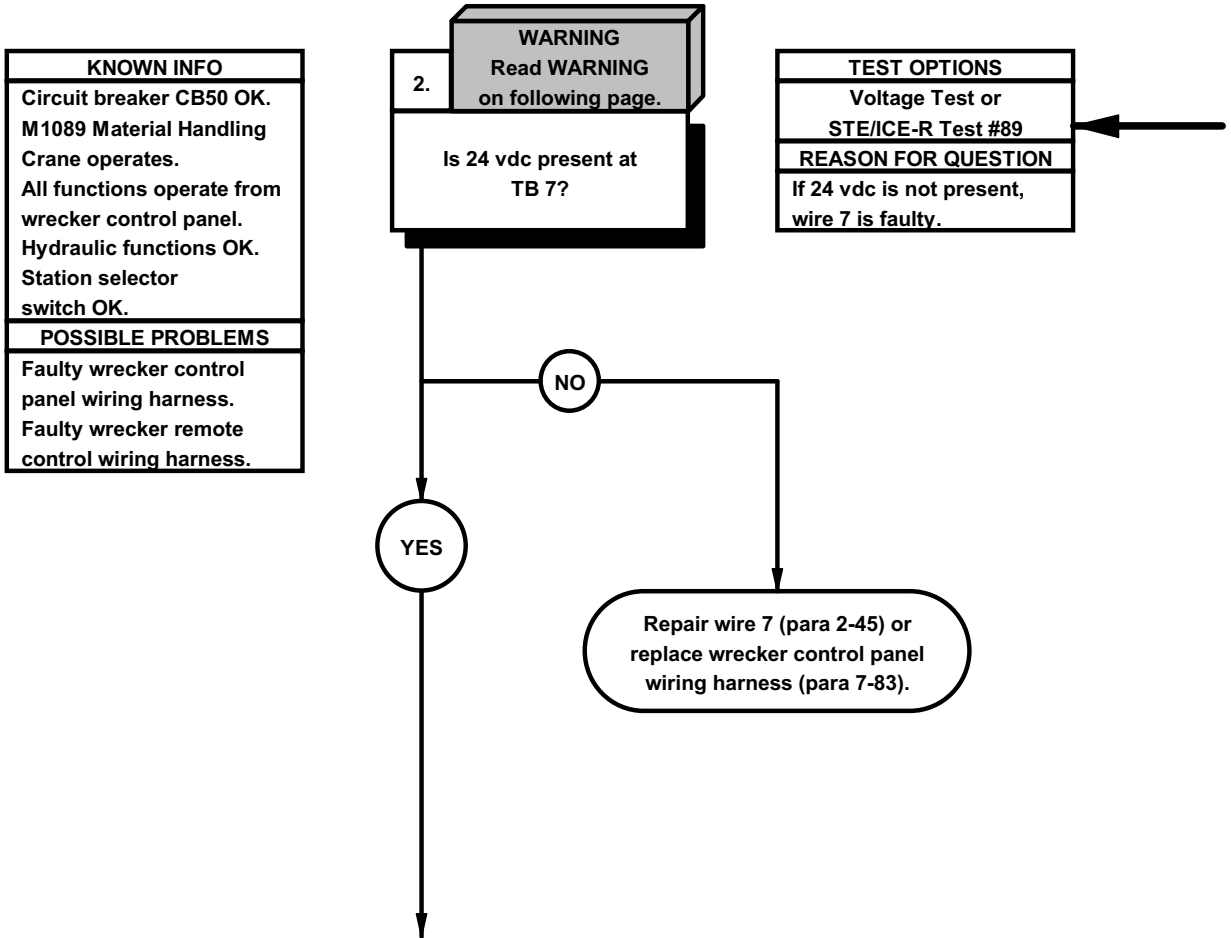 KNOWN INFO
Circuit breaker CB50 OK.
M1089 Material Handling
Crane operates.
All functions operate from
wrecker control panel.
Hydraulic functions OK.
Station selector
switch OK.
POSSIBLE PROBLEMS
Faulty wrecker control
panel wiring harness.
Faulty wrecker remote
control wiring harness.
WARNING
Read WARNING
on following page.
2.
Is 24 vdc present at
TB 7?
TEST OPTIONS
Voltage Test or
STE/ICE-R Test #89
REASON FOR QUESTION
If 24 vdc is not present,
wire 7 is faulty.
NO
YES
Repair wire 7 (para 2-45) or
replace wrecker control panel
wiring harness (para 7-83).